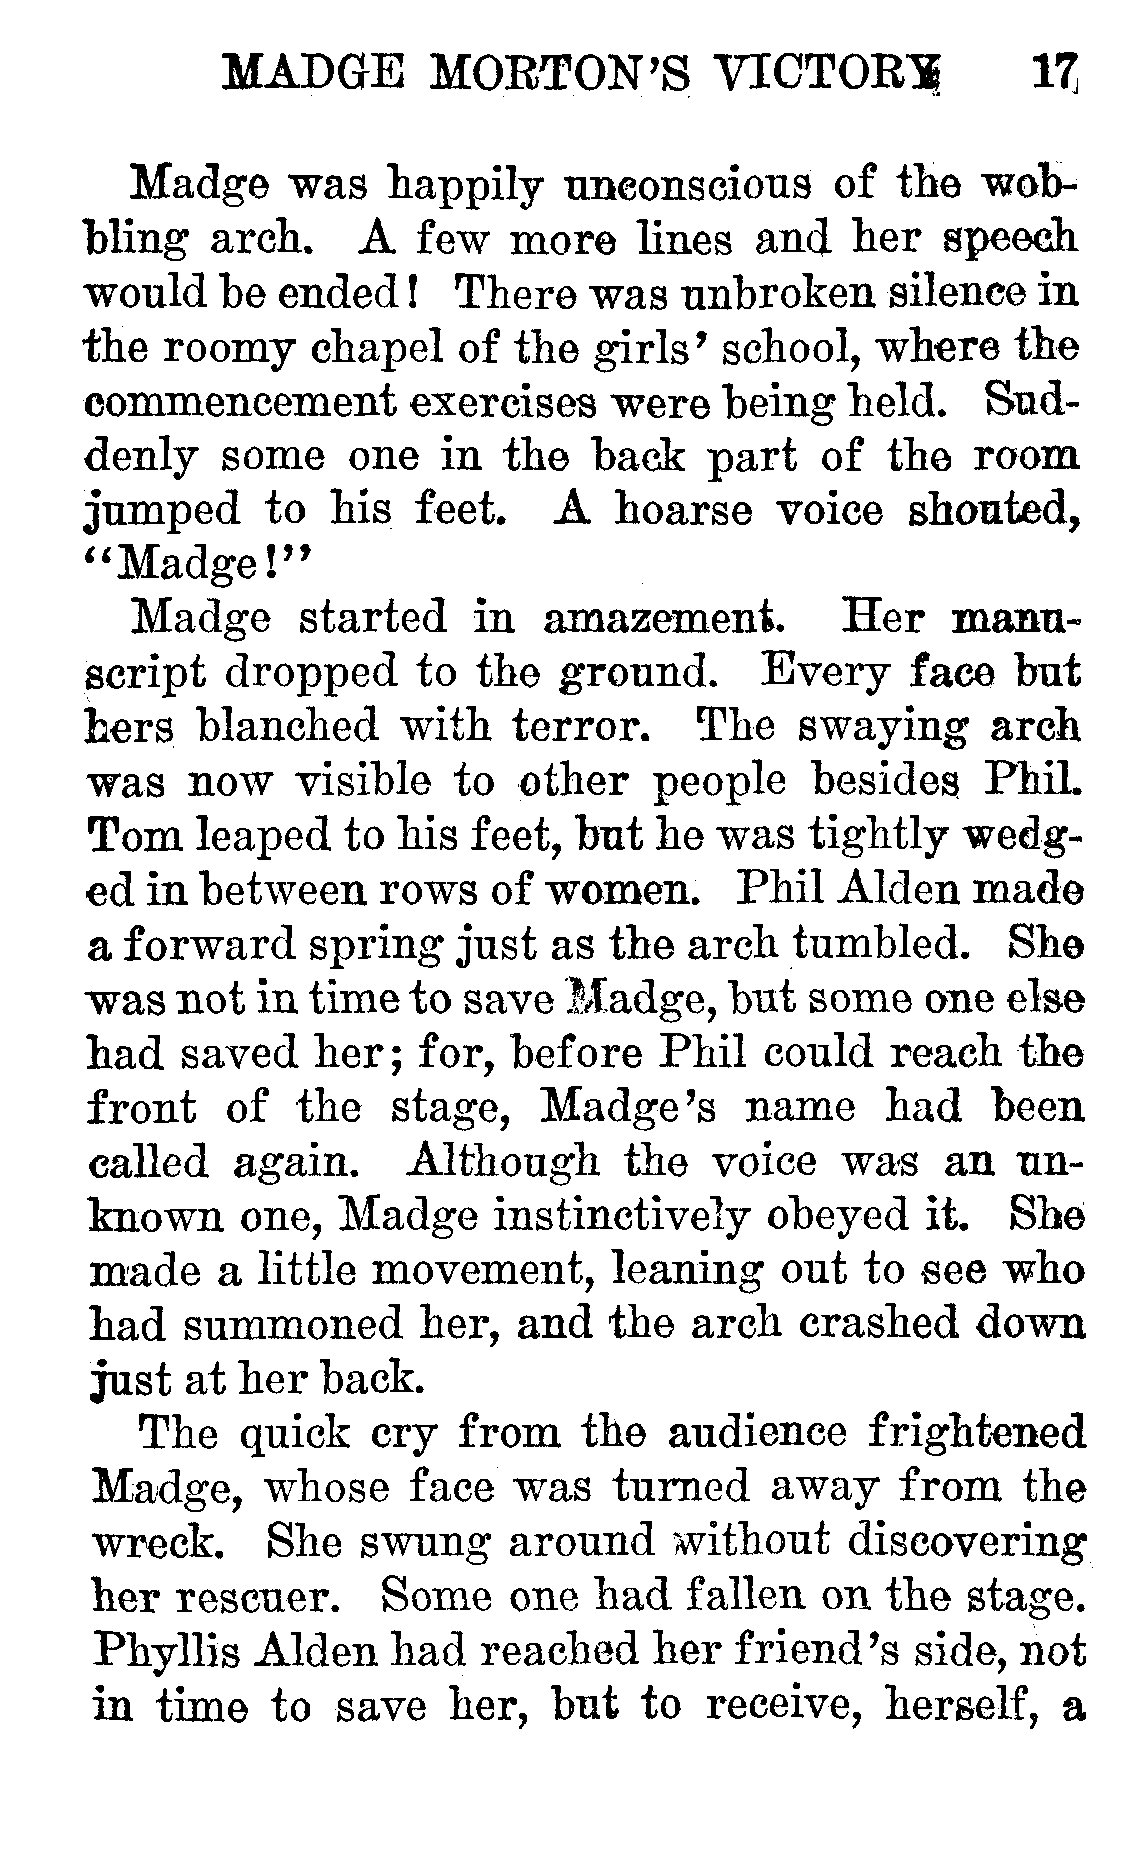 MADGE MORTON'S VICTORY 17
Madge was happily unconscious of the wob-
bling arch. A few more lines and her speech
would be ended! There was unbroken silence in
the roomy chapel of the girls' school, where the
commencement exercises were being held. Sud-
denly some one in the back part of the room
jumped to his feet. A hoarse voice shouted,
"Madge!"
Madge started in amazement. Her manu-
script dropped to the ground. Every face but
hers blanched with terror. The swaying arch
was now visible to other people besides Phil.
Tom leaped to his feet, but he was tightly wedg-
ed in between rows of women. Phil Alden made
a forward spring just as the arch tumbled. She
was not in time to save Madge, but some one else
had saved her; for, before Phil could reach the
front of the stage, Madge's name had been
called again. Although the voice was an un-
known one, Madge instinctively obeyed it. She
made a little movement, leaning out to see who
had summoned her, and the arch crashed down
just at her back.
The quick cry from the audience frightened
Madge, whose face was turned away from the
wreck. She swung around without discovering
her rescuer. Some one had fallen on the stage.
Phyllis Alden had reached her friend's side, not
in time to save her, but to receive, herself, a